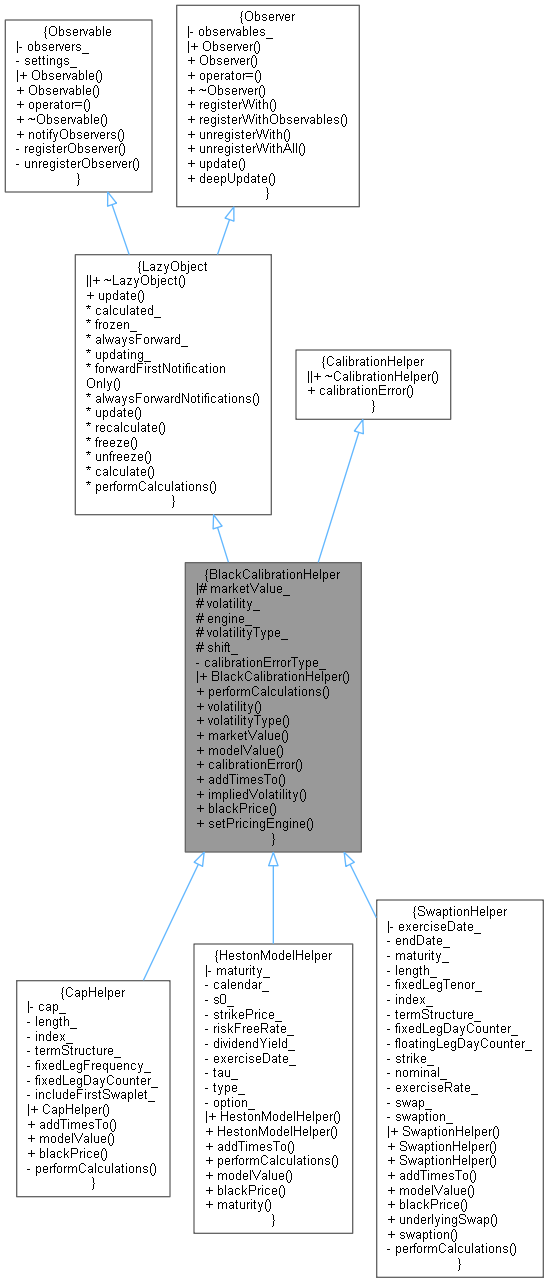 {Observable
|- observers_
- settings_
|+ Observable()
+ Observable()
+ operator=()
+ ~Observable()
+ notifyObservers()
- registerObserver()
- unregisterObserver()
}
{Observer
|- observables_
|+ Observer()
+ Observer()
+ operator=()
+ ~Observer()
+ registerWith()
+ registerWithObservables()
+ unregisterWith()
+ unregisterWithAll()
+ update()
+ deepUpdate()
}
{LazyObject
||+ ~LazyObject()
+ update()
* calculated_
* frozen_
* alwaysForward_
* updating_
* forwardFirstNotification
Only()
* alwaysForwardNotifications()
* update()
* recalculate()
* freeze()
* unfreeze()
* calculate()
* performCalculations()
}
{CalibrationHelper
||+ ~CalibrationHelper()
+ calibrationError()
}
{BlackCalibrationHelper
|# marketValue_
# volatility_
# engine_
# volatilityType_
# shift_
- calibrationErrorType_
|+ BlackCalibrationHelper()
+ performCalculations()
+ volatility()
+ volatilityType()
+ marketValue()
+ modelValue()
+ calibrationError()
+ addTimesTo()
+ impliedVolatility()
+ blackPrice()
+ setPricingEngine()
}
{CapHelper
|- cap_
- length_
- index_
- termStructure_
- fixedLegFrequency_
- fixedLegDayCounter_
- includeFirstSwaplet_
|+ CapHelper()
+ addTimesTo()
+ modelValue()
+ blackPrice()
- performCalculations()
}
{HestonModelHelper
|- maturity_
- calendar_
- s0_
- strikePrice_
- riskFreeRate_
- dividendYield_
- exerciseDate_
- tau_
- type_
- option_
|+ HestonModelHelper()
+ HestonModelHelper()
+ addTimesTo()
+ performCalculations()
+ modelValue()
+ blackPrice()
+ maturity()
}
{SwaptionHelper
|- exerciseDate_
- endDate_
- maturity_
- length_
- fixedLegTenor_
- index_
- termStructure_
- fixedLegDayCounter_
- floatingLegDayCounter_
- strike_
- nominal_
- exerciseRate_
- swap_
- swaption_
|+ SwaptionHelper()
+ SwaptionHelper()
+ SwaptionHelper()
+ addTimesTo()
+ modelValue()
+ blackPrice()
+ underlyingSwap()
+ swaption()
- performCalculations()
}